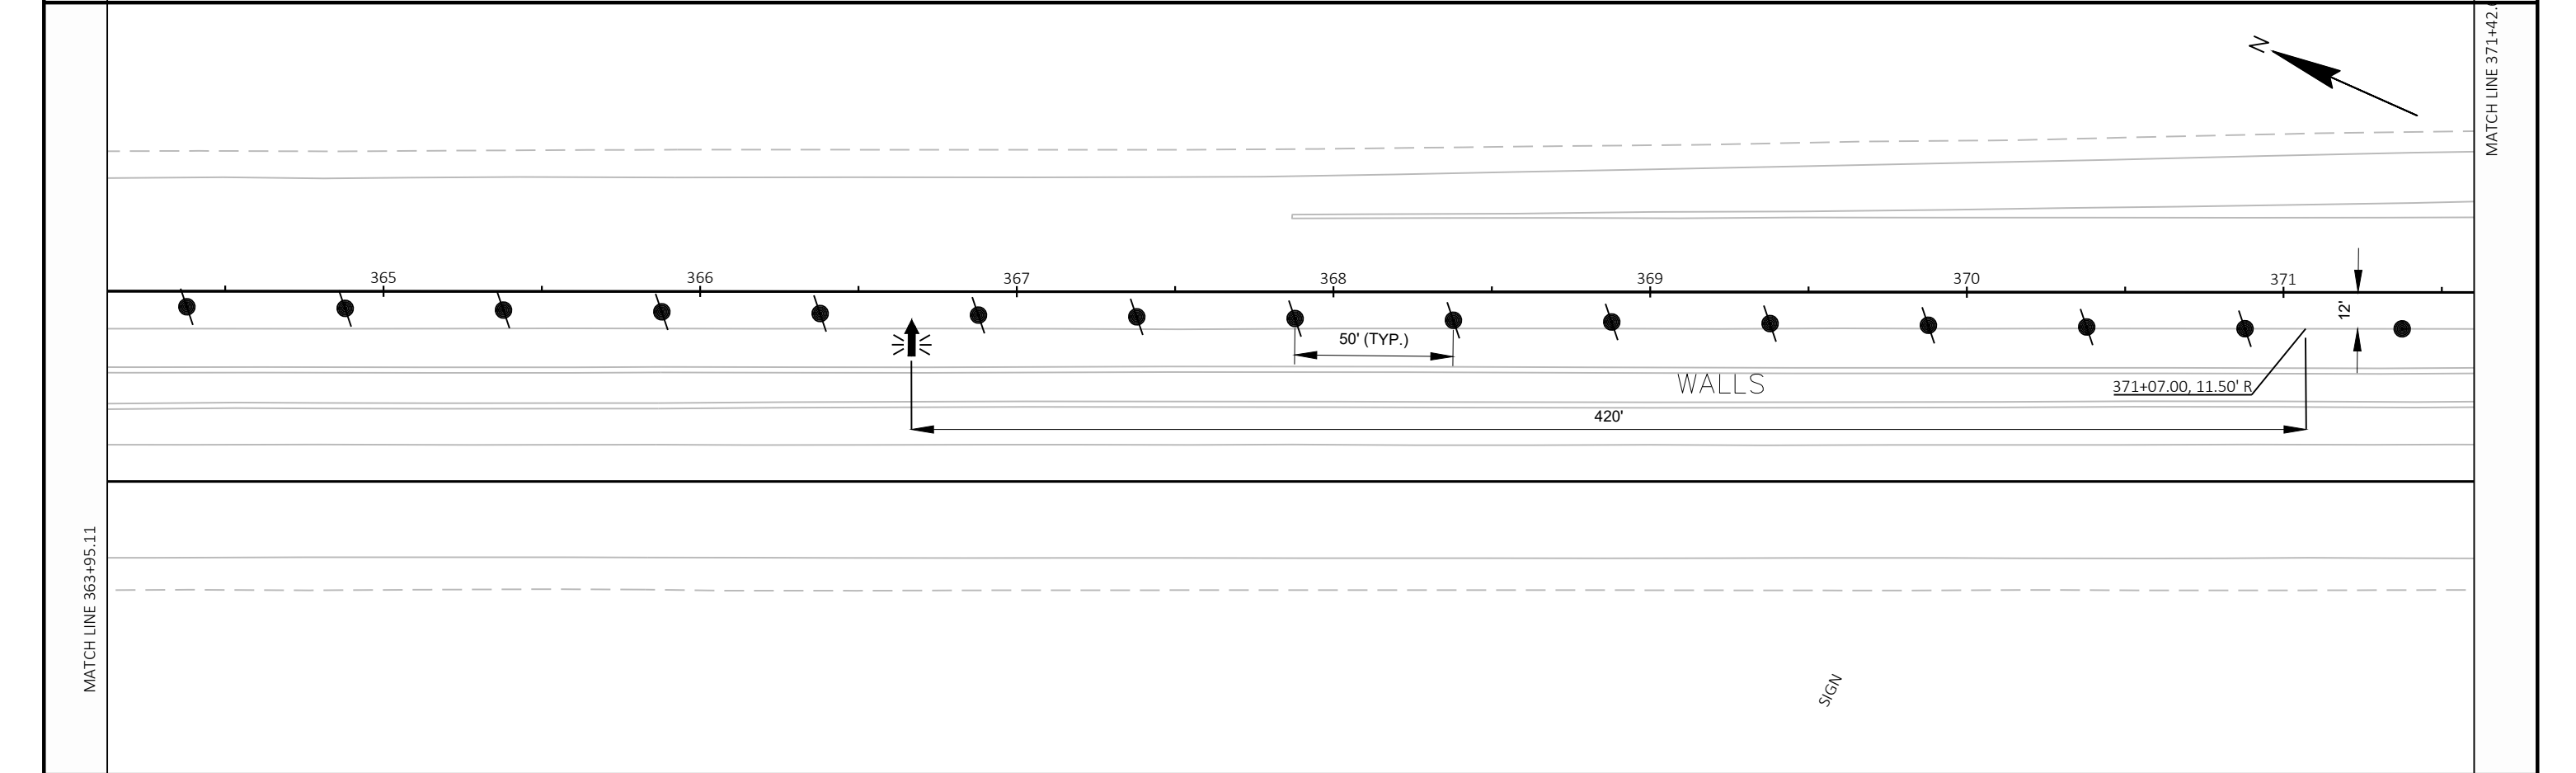 N
MATCH LINE 371+42.
365 366 367 368 369 370 371
12'
50' (TYP.)
WALLS
371+07.00, 11.50' R
420'
MATCH LINE 363+95.11
SIGN